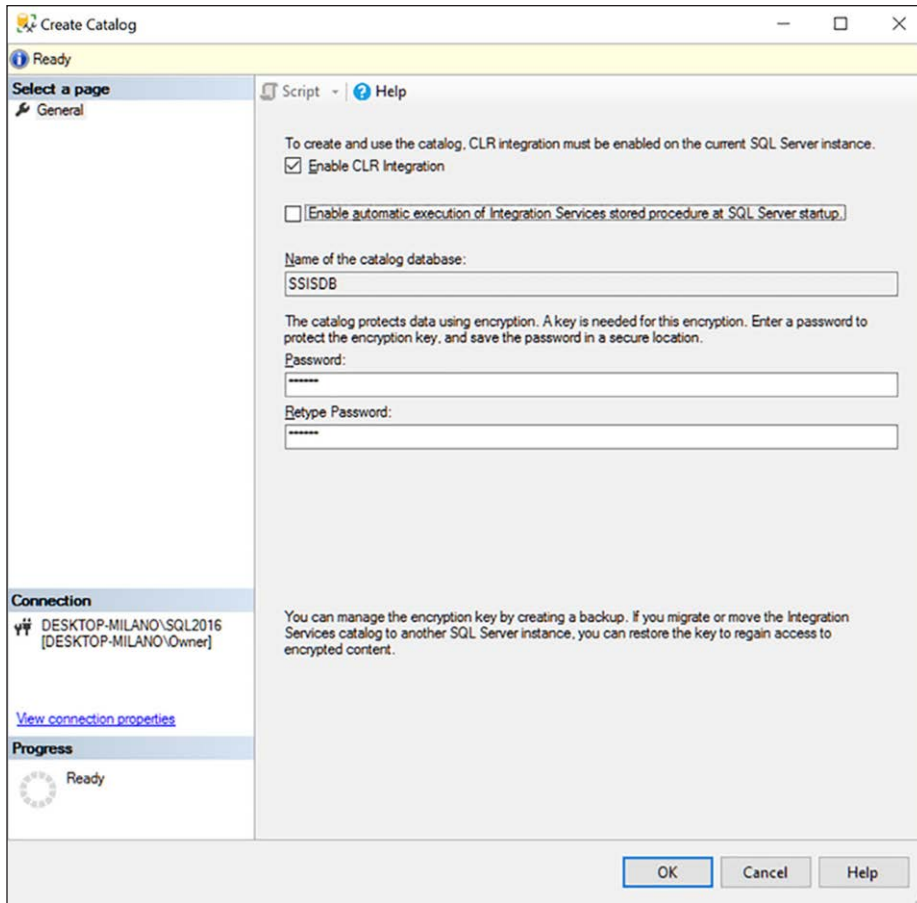 Create Catalog
Ready
Select a page
General
Script
Help
To create and use the catalog, CLR integration must be enabled on the current SQL Server instance.
Enable CLR Integration
Enable automatic execution of Integration Services stored procedure at SQL Server startup.
Name of the catalog database:
SSISDB
The catalog protects data using encryption. A key is needed for this encryption. Enter a password to
protect the encryption key, and save the password in a secure location.
Password:
Retype Password:
You can manage the encryption key by creating a backup. If you migrate or move the Integration
Services catalog to another SQL Server instance, you can restore the key to regain access to
encrypted content.
Connection
DESKTOP-MILANO\SQL2016
[DESKTOP-MILANO\Owner]
View connection properties
Progress
Ready
OK
Cancel
Help